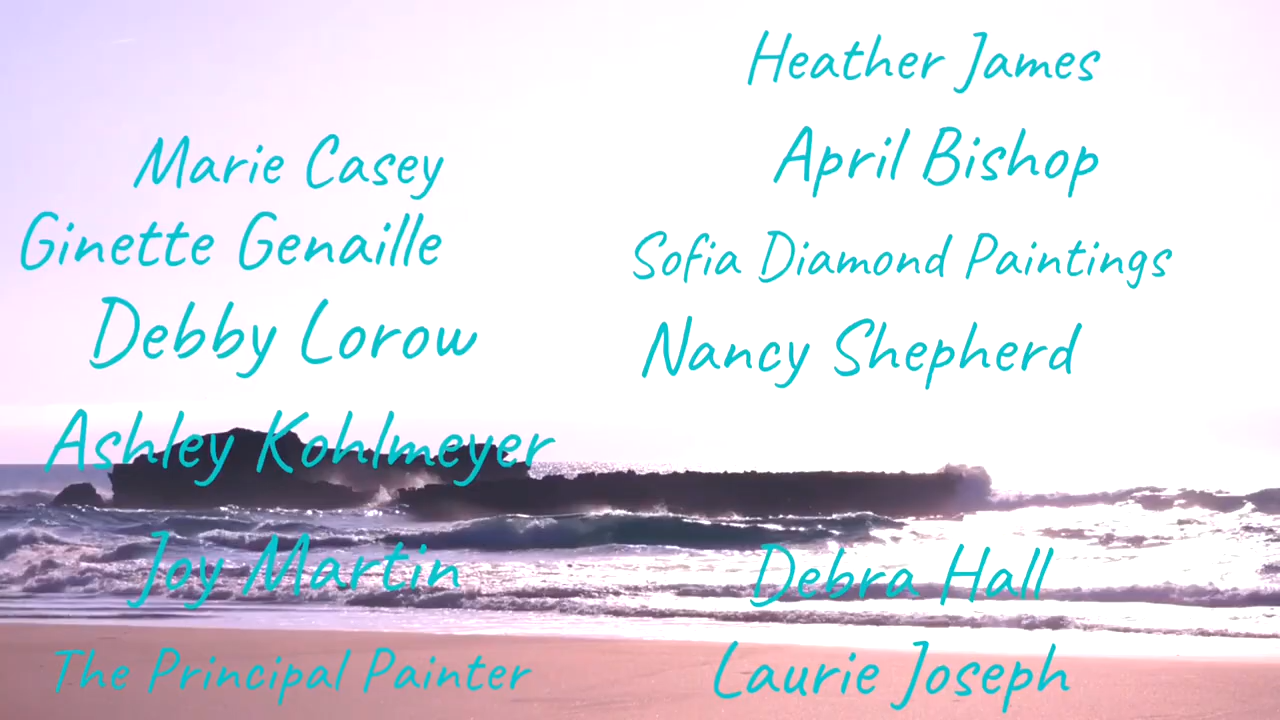 Marie Casey
Ginette Genaille
Debby Lorow
Ashley Kohlmeyer
Joy Martin
The Principal Painter
Heather James
April Bishop
Sofia Diamond Paintings
Nancy Shepherd
Debra Hall
Laurie Joseph